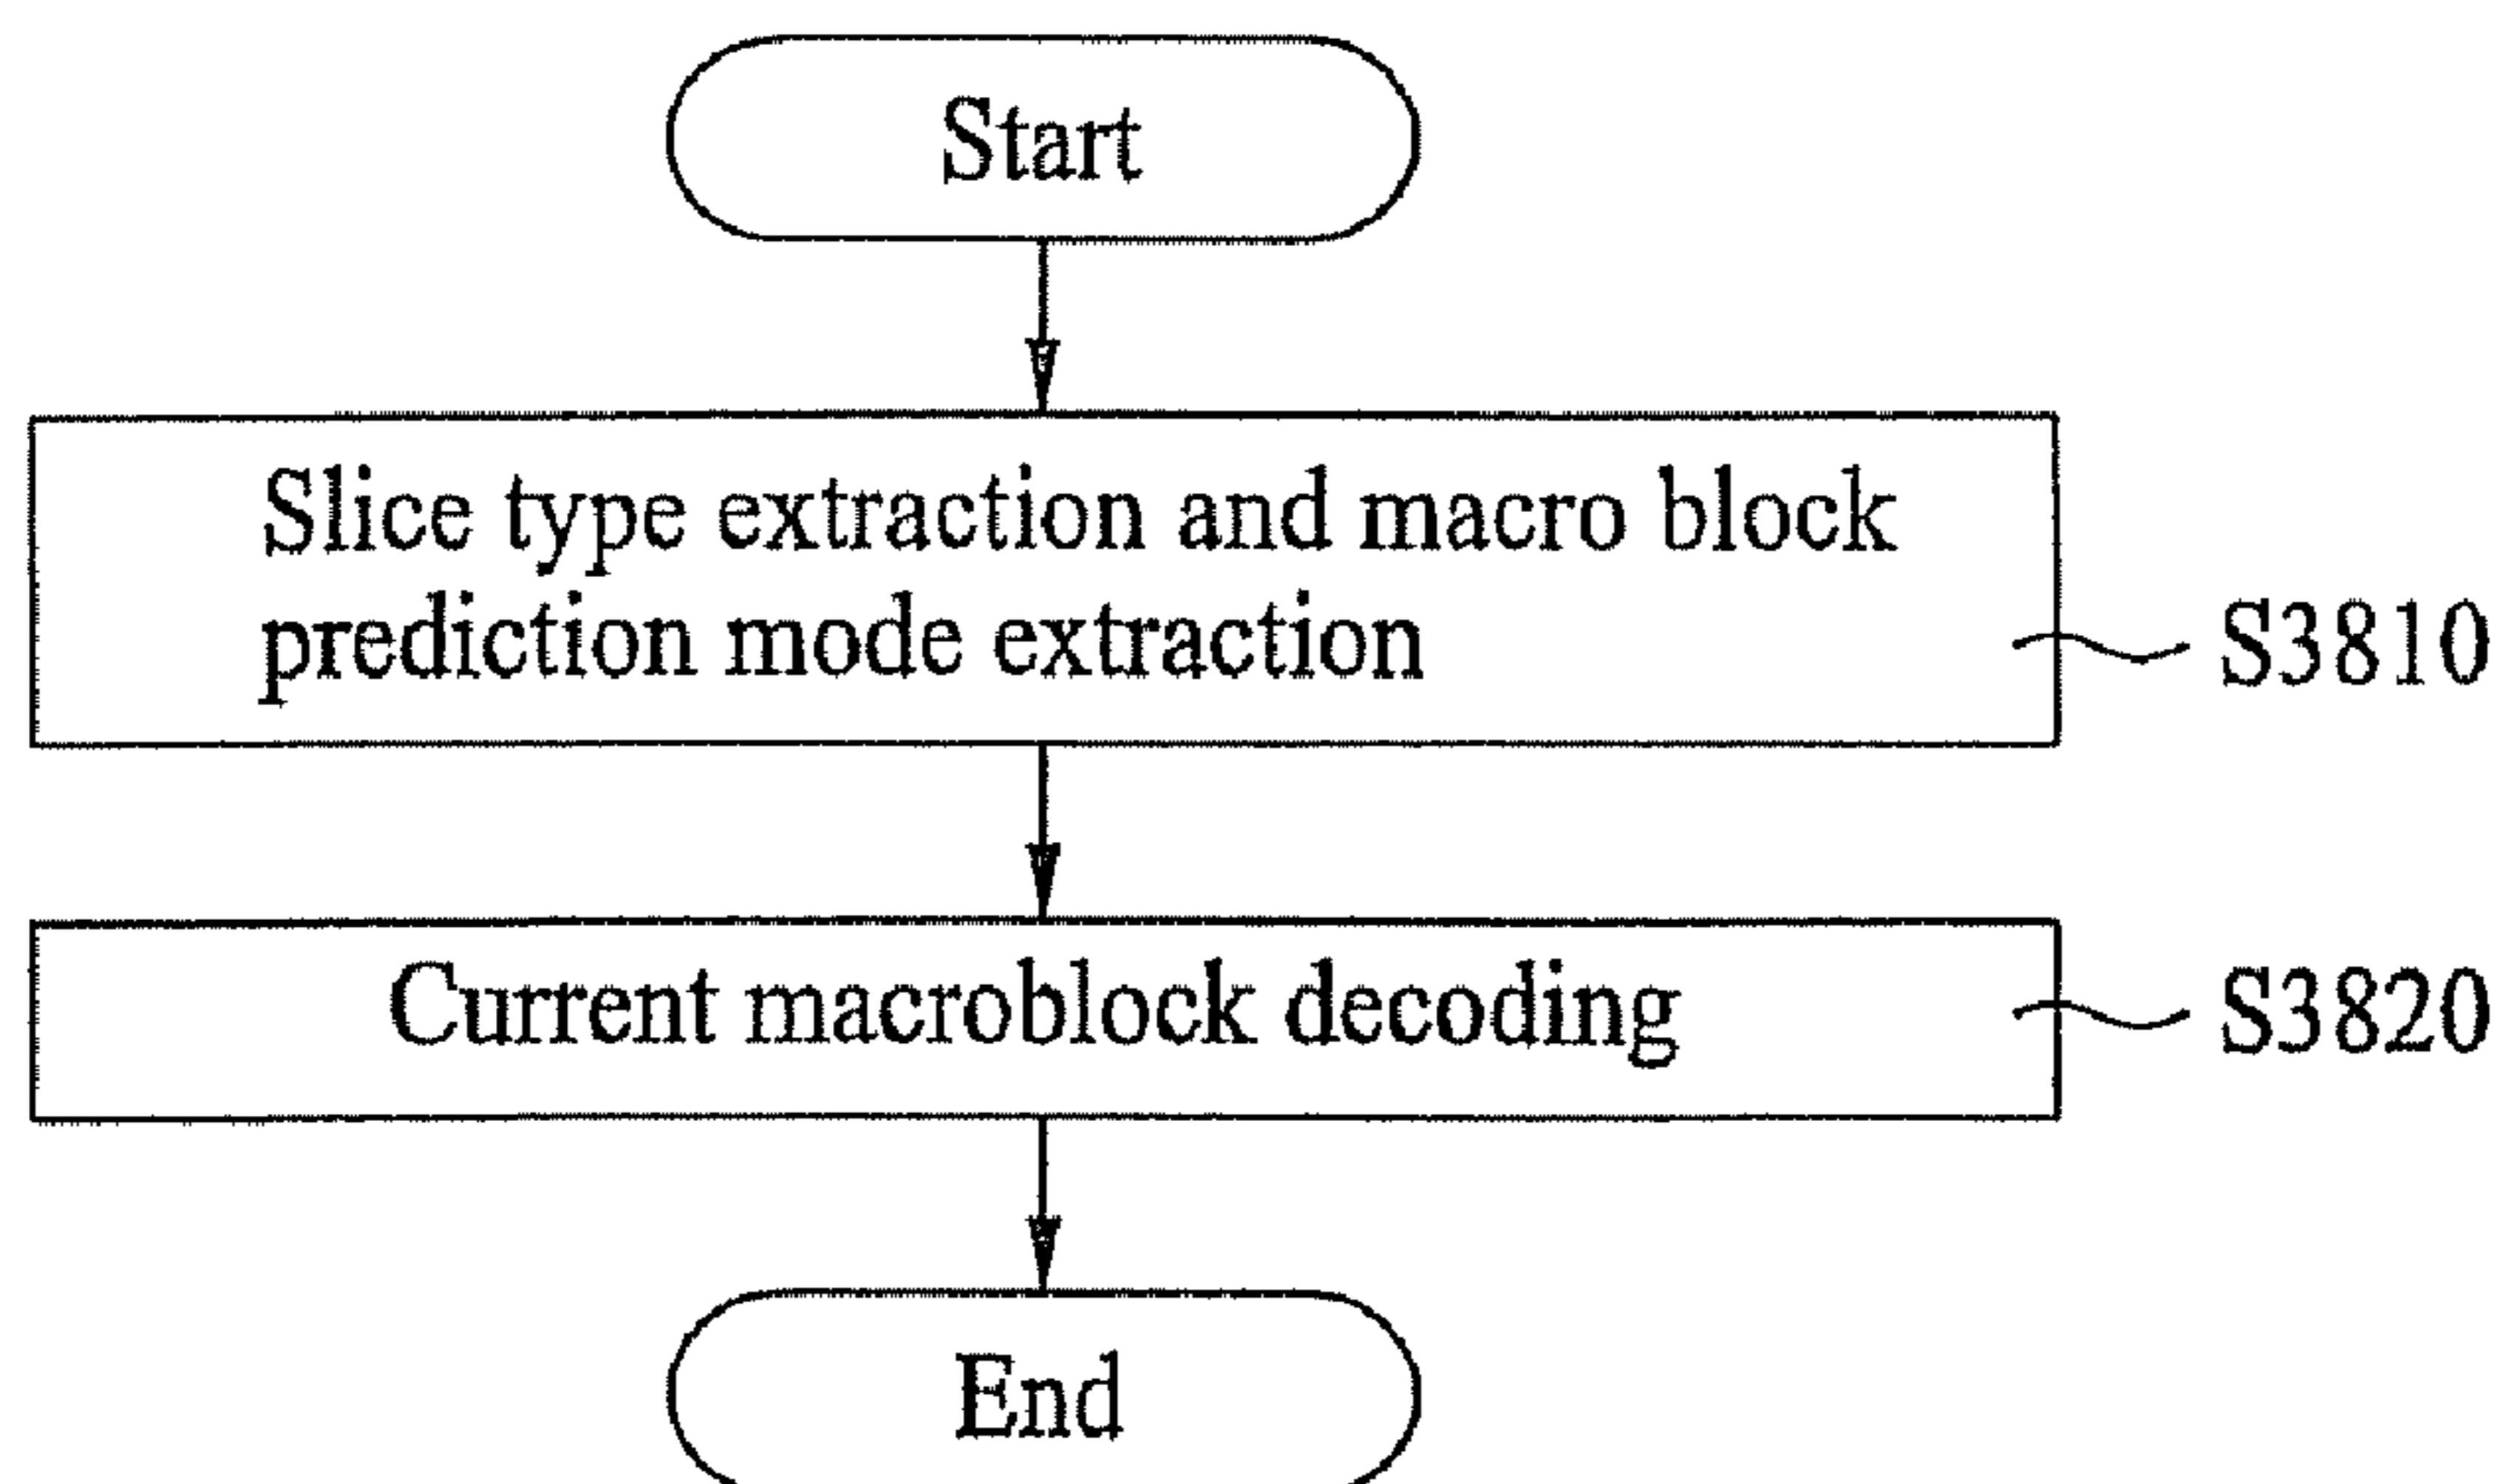 Start
Slice type extraction and macro block
prediction mode extraction
S3810
Current macroblock decoding
S3820
End